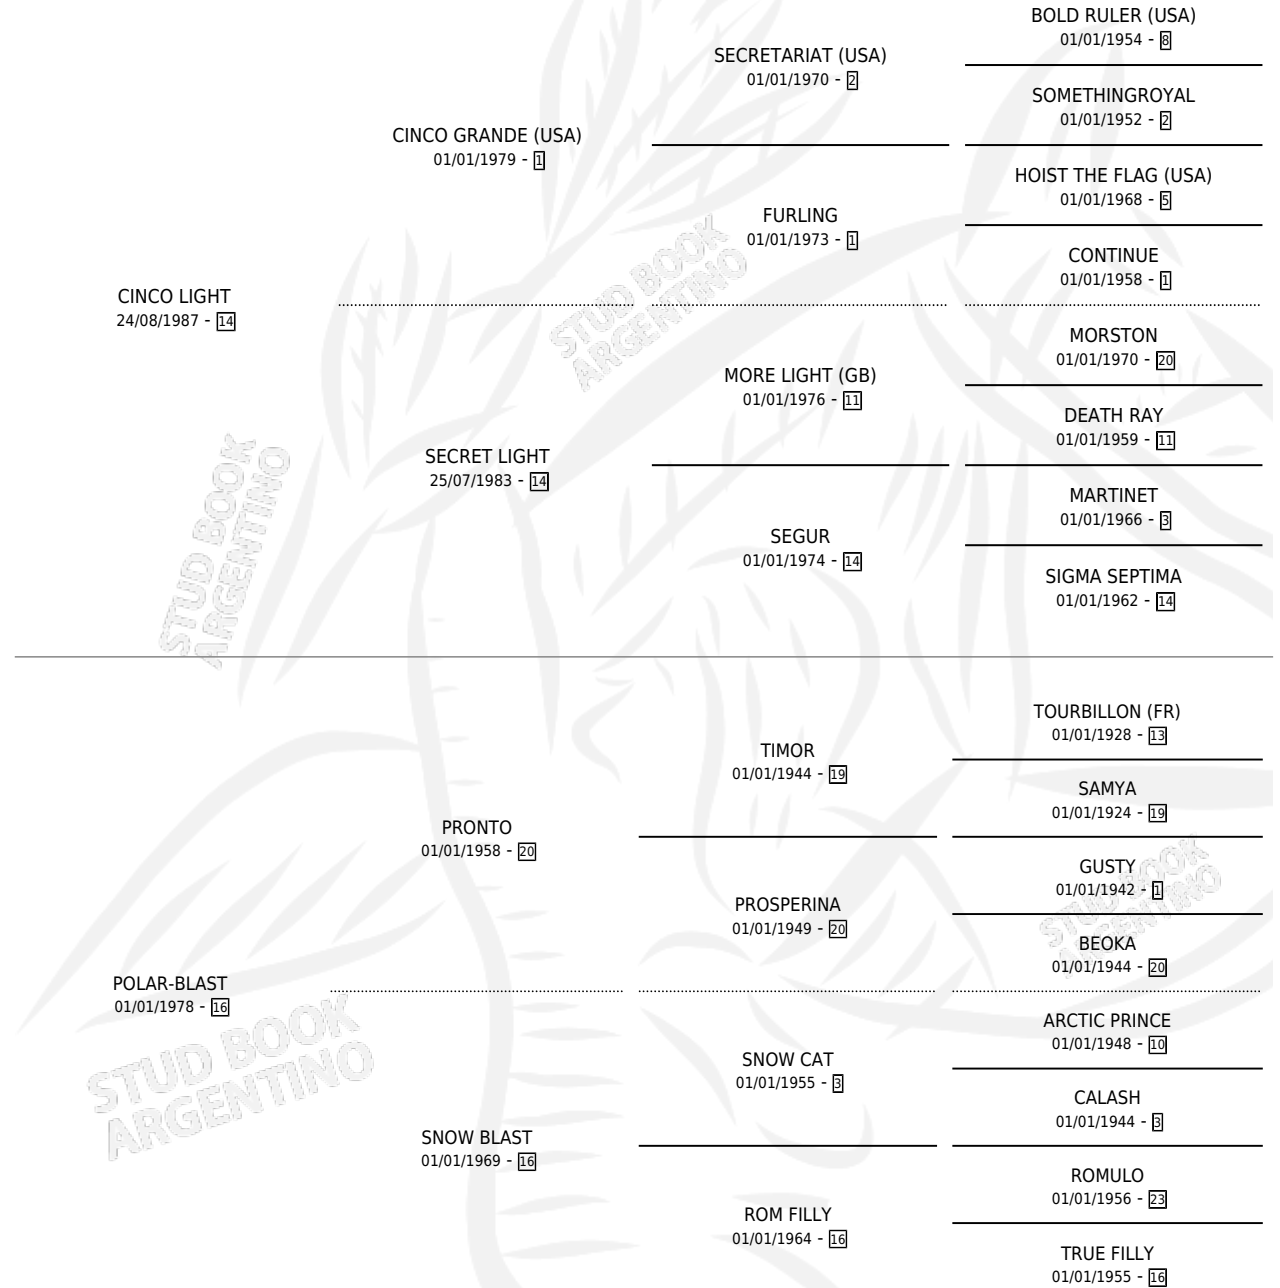 BOLD RULER (USA)
01/01/1954 - 8
SECRETARIAT (USA)
01/01/1970 - 2
SOMETHINGROYAL
01/01/1952 - 2
CINCO GRANDE (USA)
01/01/1979 - 1
HOIST THE FLAG (USA)
01/01/1968 - 5
FURLING
01/01/1973 - 1
CONTINUE
01/01/1958 - 1
CINCO LIGHT
24/08/1987 - 14
MORSTON
01/01/1970 - 20
MORE LIGHT (GB)
01/01/1976 - 11
DEATH RAY
01/01/1959 - 11
SECRET LIGHT
25/07/1983 - 14
MARTINET
01/01/1966 - 3
SEGUR
01/01/1974 - 14
SIGMA SEPTIMA
01/01/1962 - 14
TOURBILLON (FR)
01/01/1928 - 13
TIMOR
01/01/1944 - 19
SAMYA
01/01/1924 - 19
PRONTO
01/01/1958 - 20
GUSTY
01/01/1942 - 1
PROSPERINA
01/01/1949 - 20
BEOKA
01/01/1944 - 20
POLAR-BLAST
01/01/1978 - 16
ARCTIC PRINCE
01/01/1948 - 10
SNOW CAT
01/01/1955 - 3
CALASH
01/01/1944 - 3
SNOW BLAST
01/01/1969 - 16
ROMULO
01/01/1956 - 23
ROM FILLY
01/01/1964 - 16
TRUE FILLY
01/01/1955 - 16
STUD BOOK
ARGENTINO
STUD BOOK
ARGENTINO
STUD BOOK
ARGENTINO
STUD BOOK
ARGENTINO